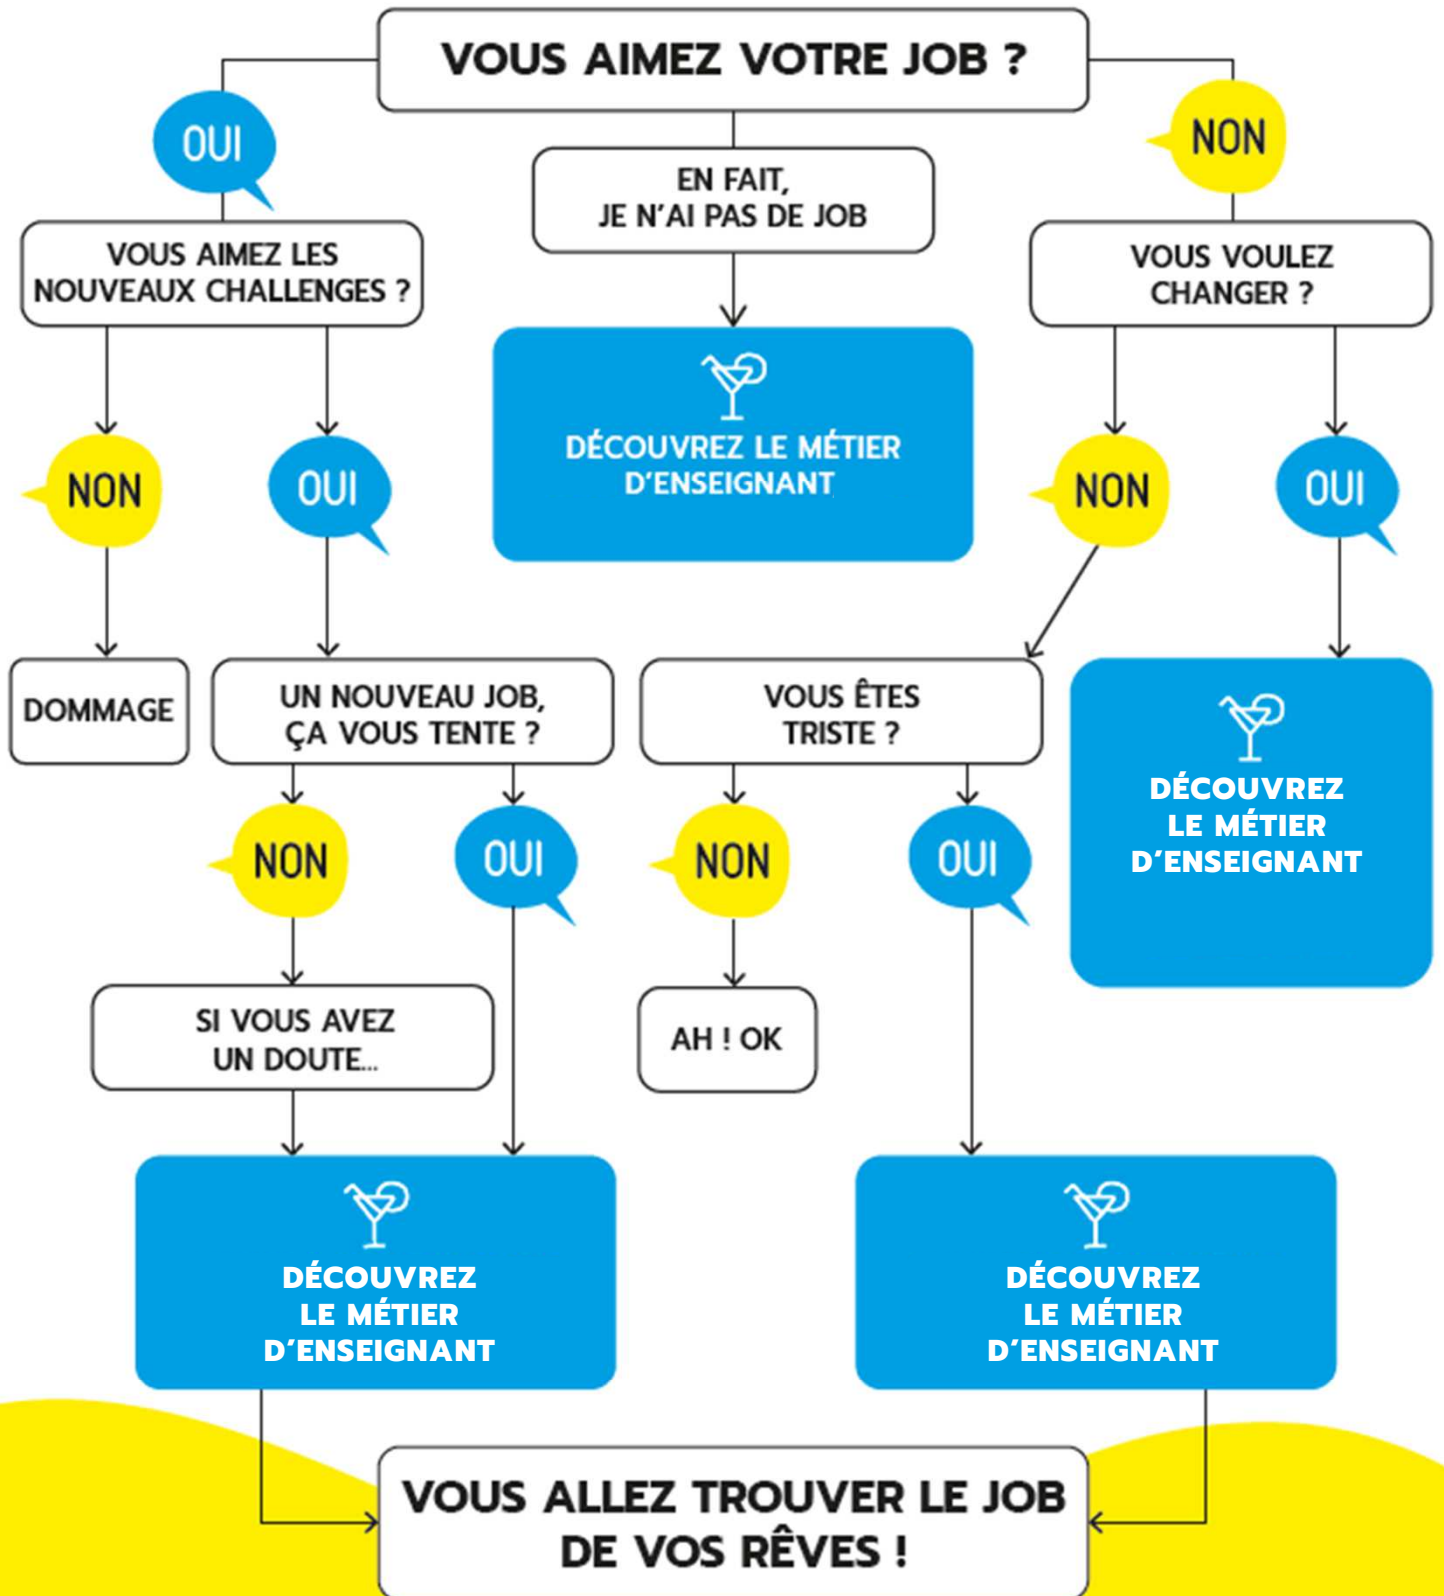 VOUS AIMEZ VOTRE JOB ?
OUI
NON
EN FAIT,
JE N'AI PAS DE JOB
VOUS AIMEZ LES
NOUVEAUX CHALLENGES ?
VOUS VOULEZ
CHANGER ?
DÉCOUVREZ LE MÉTIER
D'ENSEIGNANT
NON
OUI
NON
OUI
DOMMAGE
UN NOUVEAU JOB,
ÇA VOUS TENTE ?
VOUS ÊTES
TRISTE ?
DÉCOUVREZ
LE MÉTIER
D'ENSEIGNANT
NON
OUI
NON
OUI
SI VOUS AVEZ
UN DOUTE...
AH ! OK
DÉCOUVREZ
LE MÉTIER
D'ENSEIGNANT
DÉCOUVREZ
LE MÉTIER
D'ENSEIGNANT
VOUS ALLEZ TROUVER LE JOB
DE VOS RÊVES !